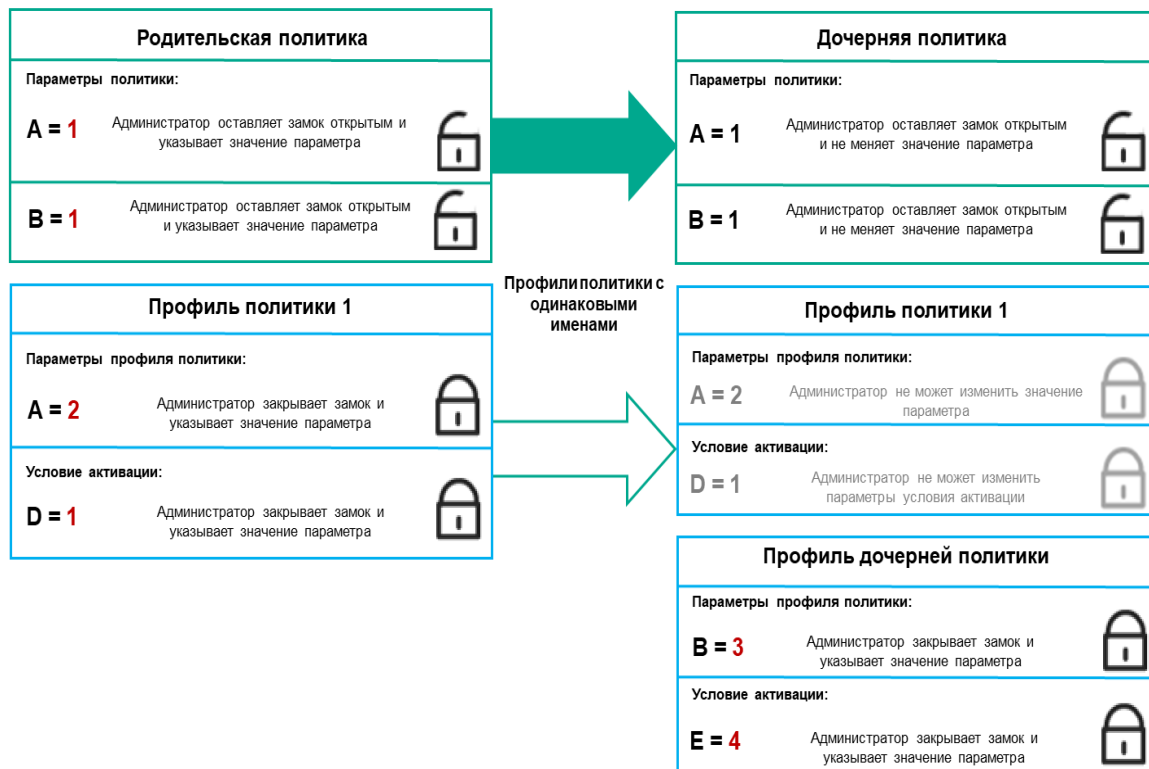 Родительская политика
Параметры политики:
A = 1
Администратор оставляет замок открытым и
указывает значение параметра
B = 1
Администратор оставляет замок открытым
и указывает значение параметра
Дочерняя политика
Параметры политики:
A = 1
Администратор оставляет замок открытым
и не меняет значение параметра
B = 1
Администратор оставляет замок открытым
и не меняет значение параметра
Профили политики с
одинаковыми
именами
Профиль политики 1
Параметры профиля политики:
A = 2
Администратор закрывает замок и
указывает значение параметра
Условие активации:
D = 1
Администратор закрывает замок и
указывает значение параметра
Профиль политики 1
Параметры профиля политики:
A = 2
Администратор не может изменить значение
параметра
Условие активации:
D = 1
Администратор не может изменить
параметры условия активации
Профиль дочерней политики
Параметры профиля политики:
B = 3
Администратор закрывает замок и
указывает значение параметра
Условие активации:
E = 4
Администратор закрывает замок и
указывает значение параметра